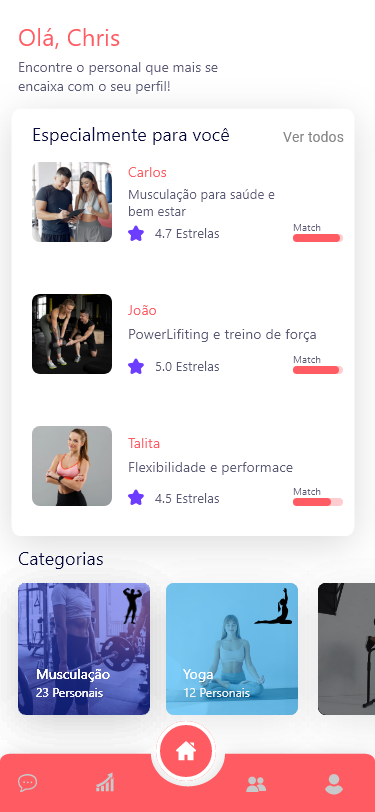 Olá, Chris
Encontre o personal que mais se
encaixa com o seu perfil!
Especialmente para você
Ver todos
Carlos
Musculação para saúde e
bem estar
4.7 Estrelas
Match
João
PowerLifiting e treino de força
5.0 Estrelas
Match
Talita
Flexibilidade e performace
4.5 Estrelas
Match
Categorias
Musculação
23 Personais
Yoga
12 Personais